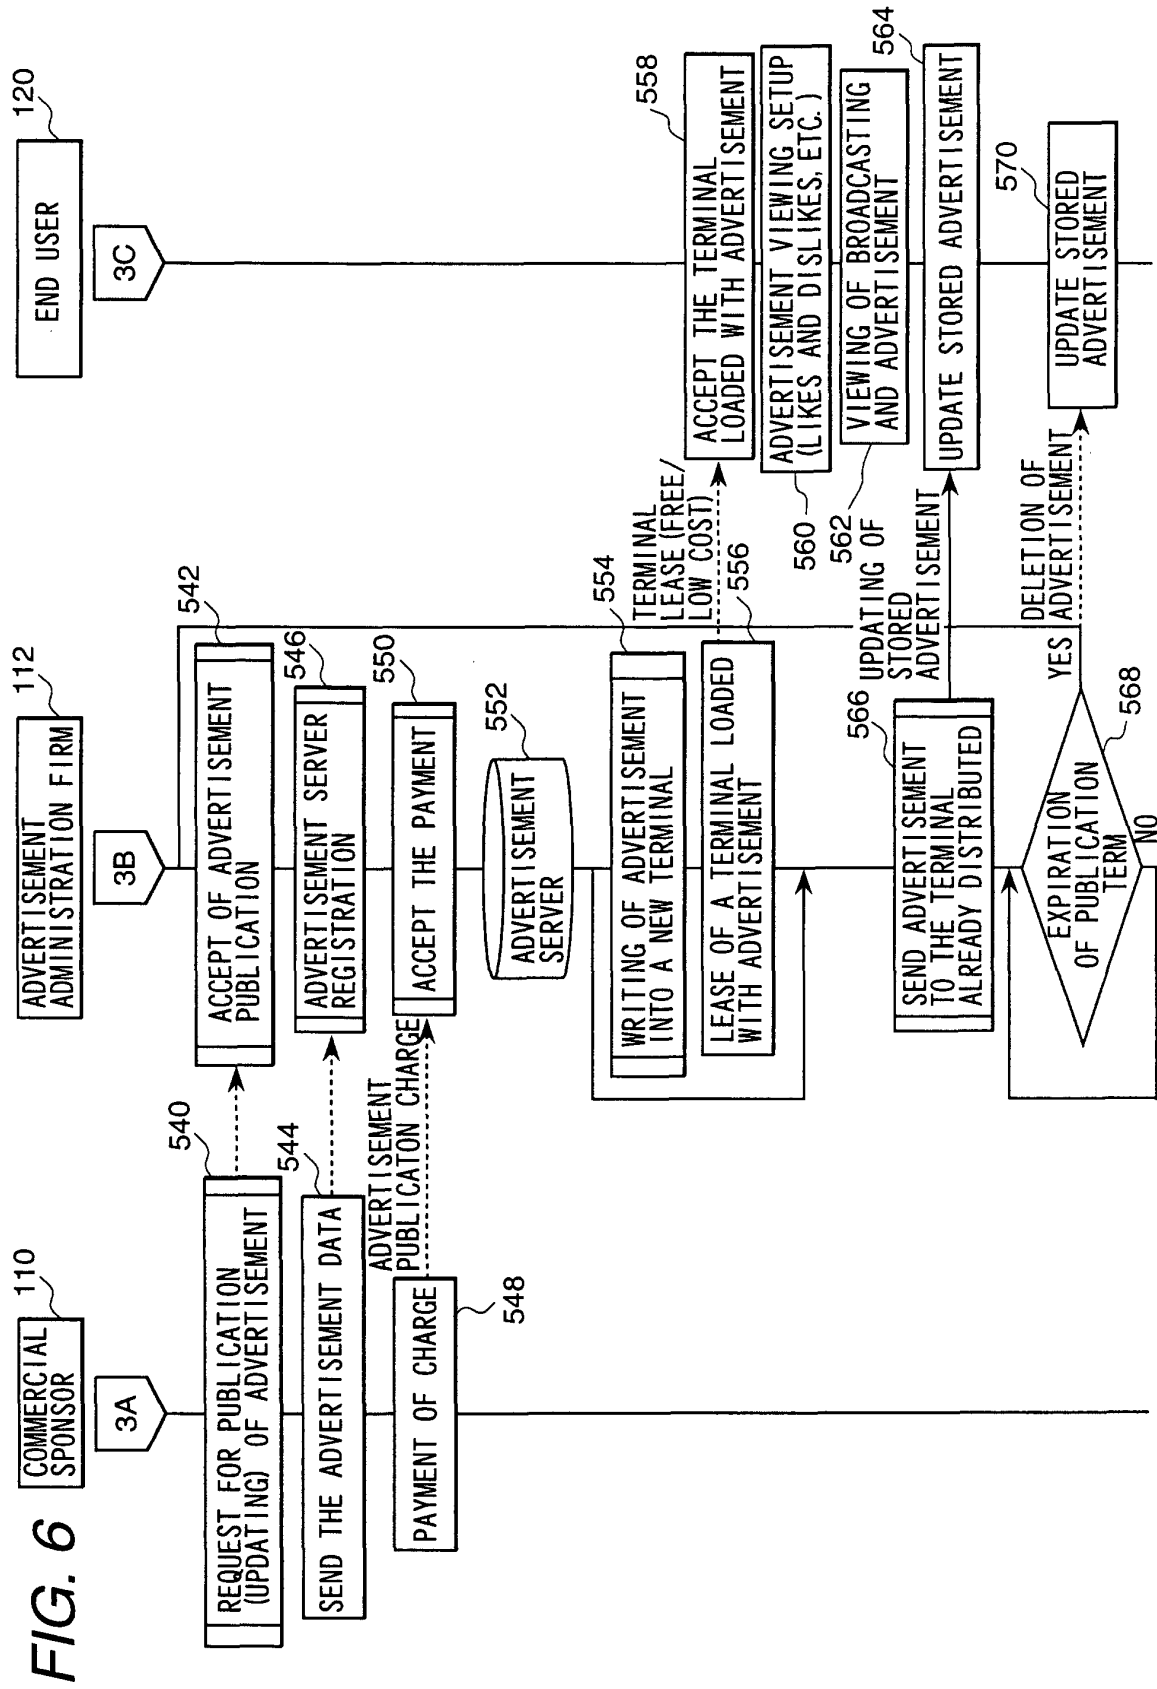 FIG. 6
COMMERCIAL
SPONSOR
110
3A
REQUEST FOR PUBLICATION
(UPDATING) OF ADVERTISEMENT
540
SEND THE ADVERTISEMENT DATA
544
PAYMENT OF CHARGE
548
ADVERTISEMENT
PUBLICATON CHARGE
ADVERTISEMENT
ADMINISTRATION FIRM
112
3B
ACCEPT OF ADVERTISEMENT
PUBLICATION
542
ADVERTISEMENT SERVER
REGISTRATION
546
ACCEPT THE PAYMENT
550
ADVERTISEMENT
SERVER
552
WRITING OF ADVERTISEMENT
INTO A NEW TERMINAL
554
LEASE OF A TERMINAL LOADED
WITH ADVERTISEMENT
556
TERMINAL
LEASE (FREE/
LOW COST)
SEND ADVERTISEMENT
TO THE TERMINAL
ALREADY DISTRIBUTED
566
UPDATING OF
STORED
ADVERTISEMENT
EXPIRATION
OF PUBLICATION
TERM
568
NO
YES
DELETION OF
ADVERTISEMENT
END USER
120
3C
ACCEPT THE TERMINAL
LOADED WITH ADVERTISEMENT
558
ADVERTISEMENT VIEWING SETUP
(LIKES AND DISLIKES, ETC.)
560
VIEWING OF BROADCASTING
AND ADVERTISEMENT
562
UPDATE STORED ADVERTISEMENT
564
UPDATE STORED
ADVERTISEMENT
570